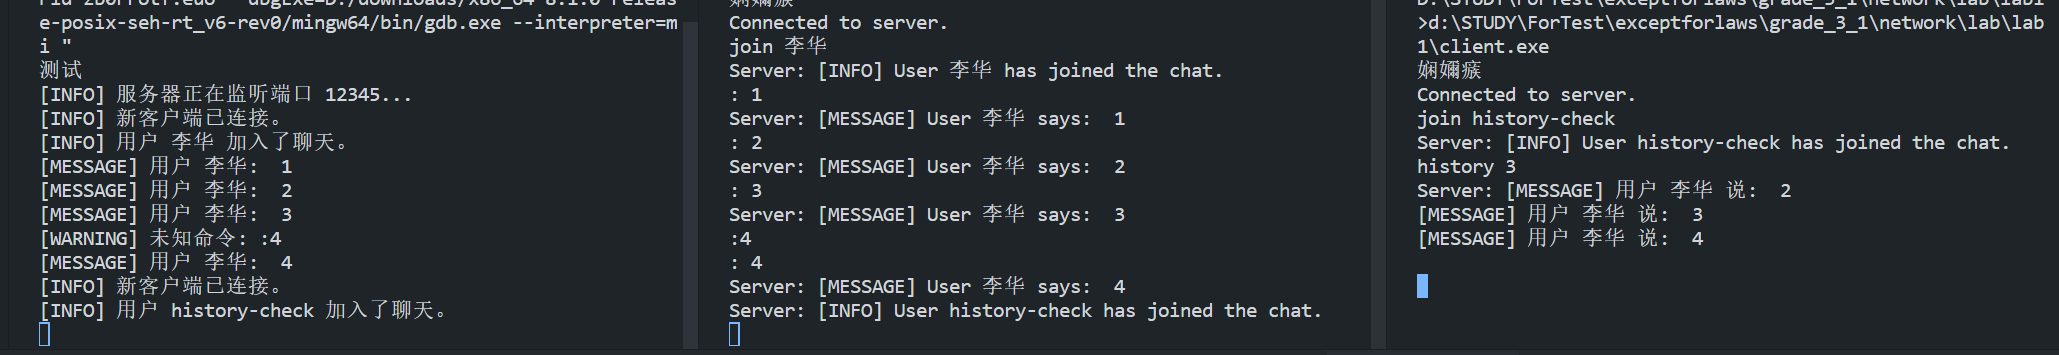 e-posix-seh-rt_v6-rev0/mingw64/bin/gdb.exe --interpreter=m
i "
测试
[INFO] 服务器正在监听端口 12345...
[INFO] 新客户端已连接。
[INFO] 用户 李华 加入了聊天。
[MESSAGE] 用户 李华:  1
[MESSAGE] 用户 李华:  2
[MESSAGE] 用户 李华:  3
[WARNING] 未知命令: :4
[MESSAGE] 用户 李华:  4
[INFO] 新客户端已连接。
[INFO] 用户 history-check 加入了聊天。
Connected to server.
join 李华
Server: [INFO] User 李华 has joined the chat.
: 1
Server: [MESSAGE] User 李华 says:  1
: 2
Server: [MESSAGE] User 李华 says:  2
: 3
Server: [MESSAGE] User 李华 says:  3
:4
: 4
Server: [MESSAGE] User 李华 says:  4
Server: [INFO] User history-check has joined the chat.
D:\STUDY\ForTest\exceptforlaws\grade_3_1\network\lab\lab1
>d:\STUDY\ForTest\exceptforlaws\grade_3_1\network\lab\lab
1\client.exe
娴嬭瘯
Connected to server.
join history-check
Server: [INFO] User history-check has joined the chat.
history 3
Server: [MESSAGE] 用户 李华 说:  2
[MESSAGE] 用户 李华 说:  3
[MESSAGE] 用户 李华 说:  4